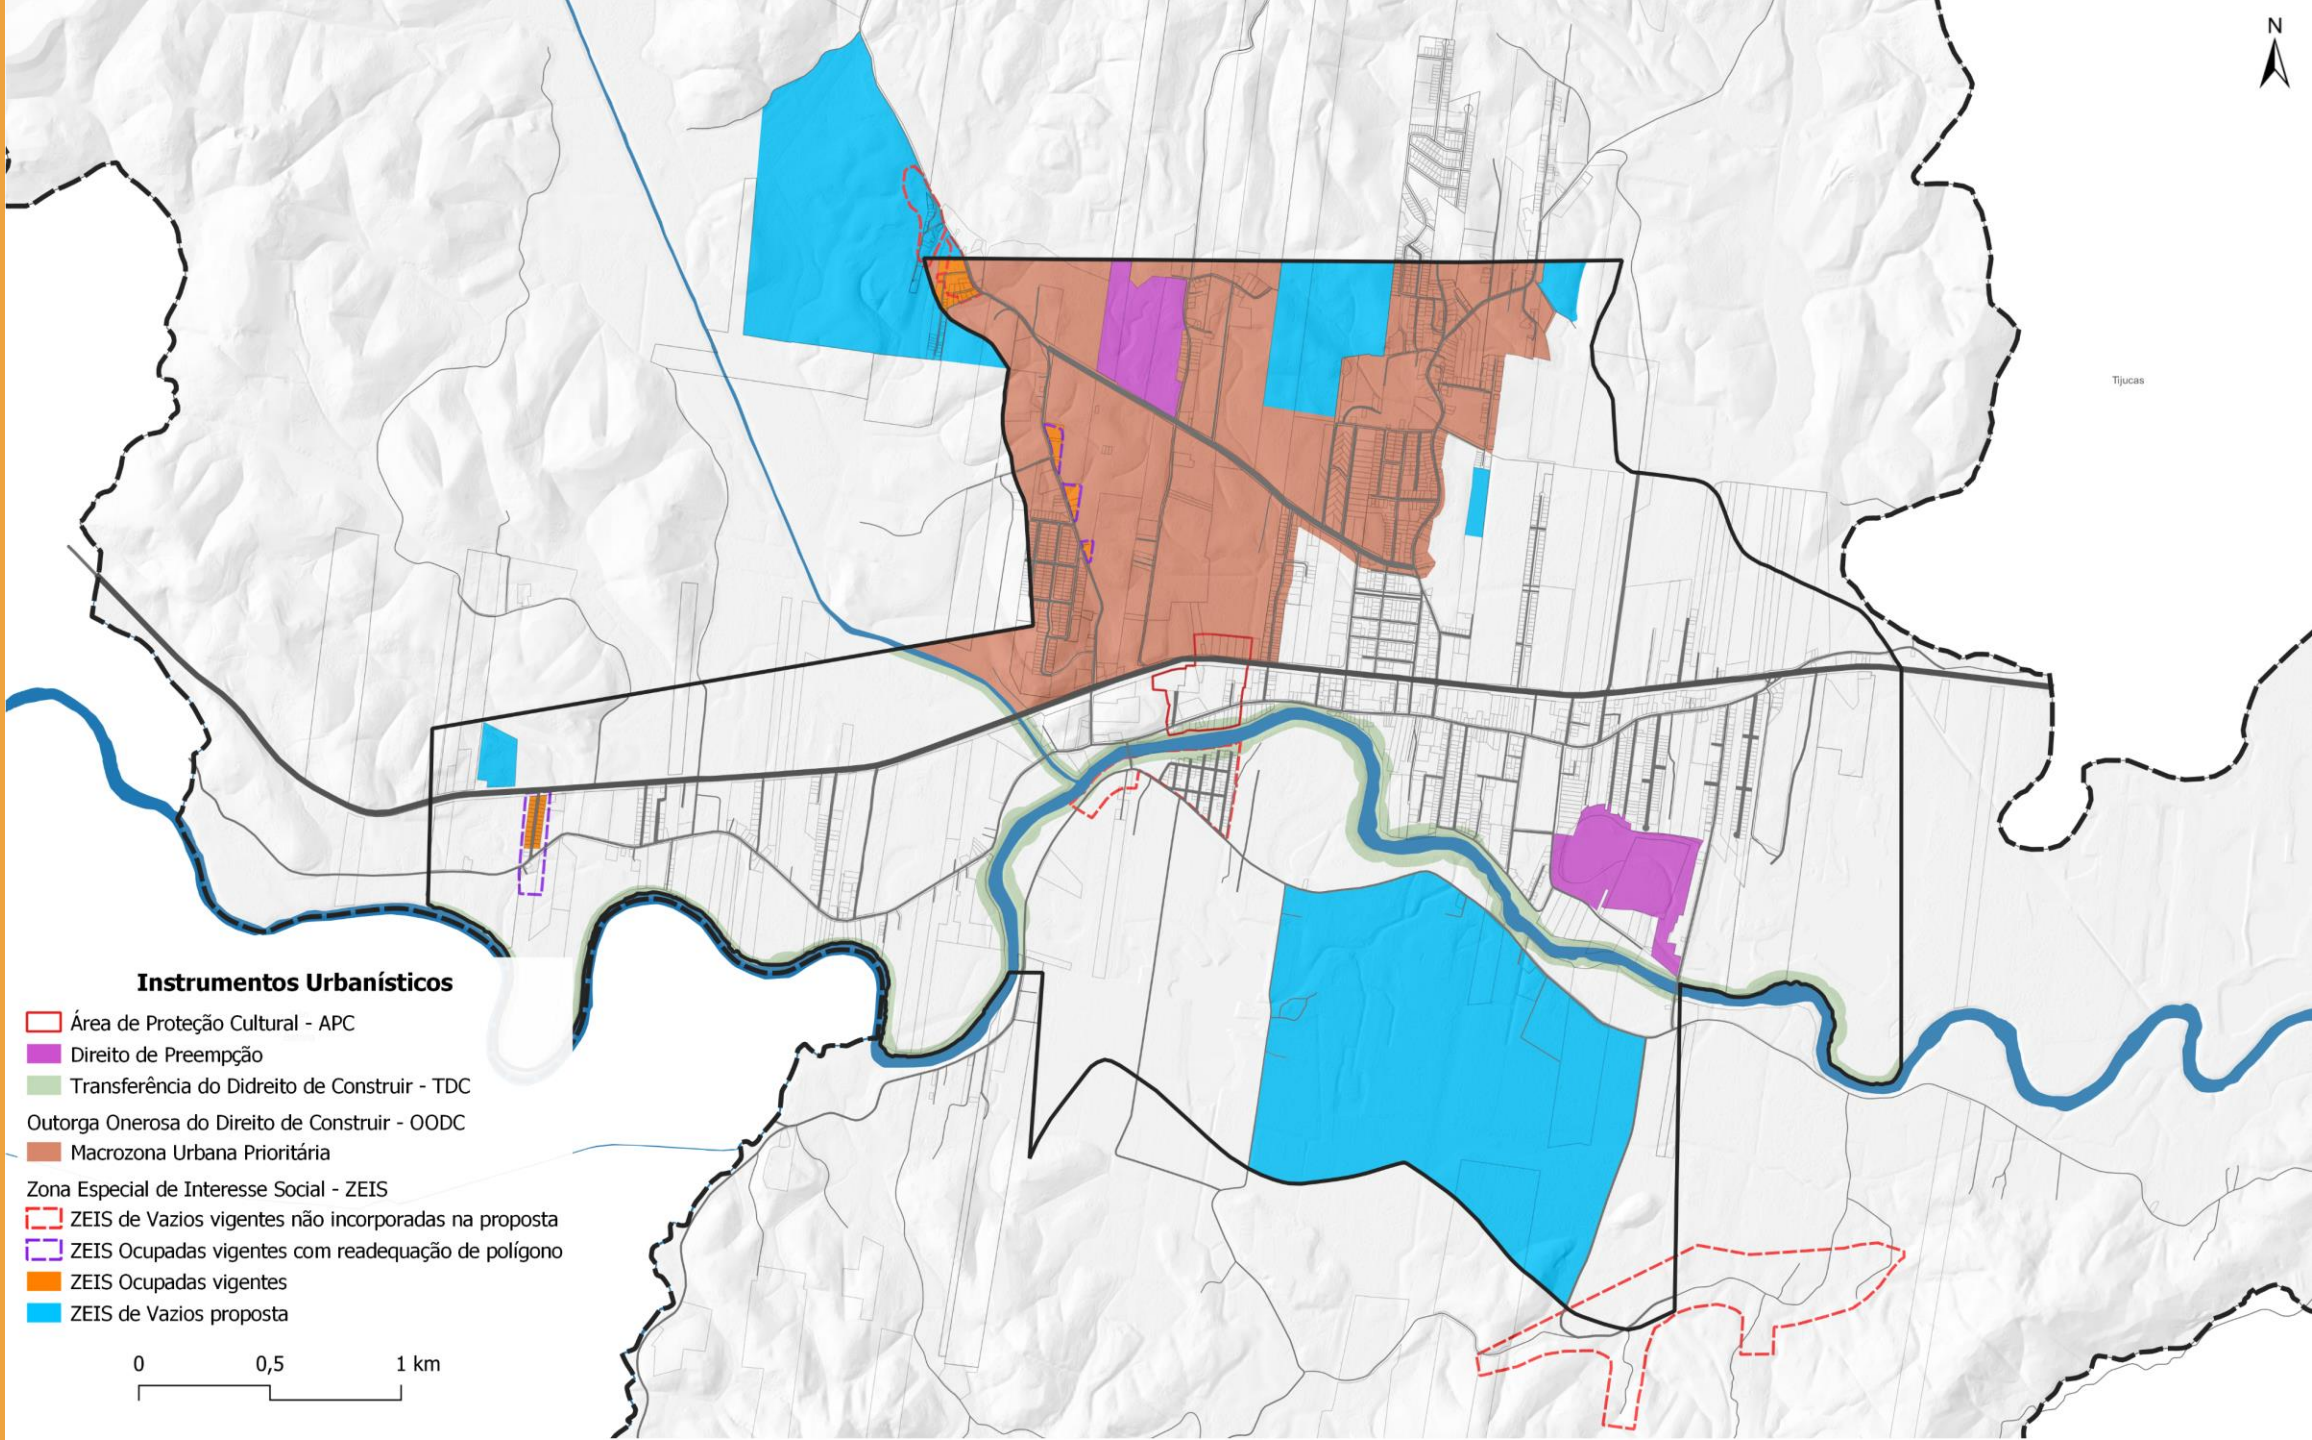 N
Tijucas
Instrumentos Urbanísticos
Área de Proteção Cultural - APC
Direito de Preempção
Transferência do Didreito de Construir - TDC
Outorga Onerosa do Direito de Construir - OODC
Macrozona Urbana Prioritária
Zona Especial de Interesse Social - ZEIS
ZEIS de Vazios vigentes não incorporadas na proposta
ZEIS Ocupadas vigentes com readequação de polígono
ZEIS Ocupadas vigentes
ZEIS de Vazios proposta
0 0,5 1 km